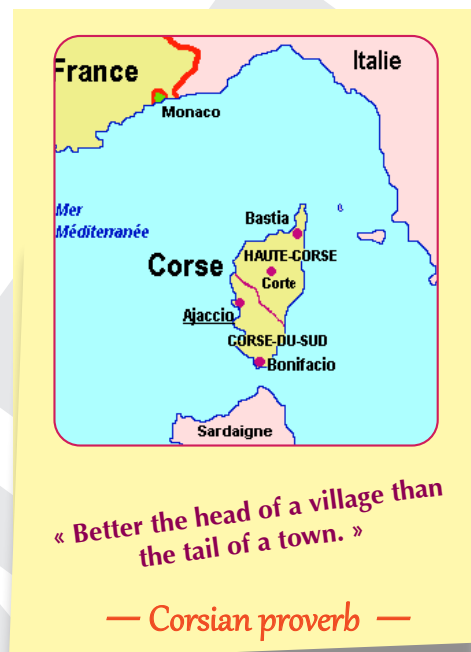 France
Italie
Monaco
Mer
Méditerranée
Bastia
HAUTE-CORSE
Corse
Corte
Ajaccio
CORSE-DU-SUD
Bonifacio
Sardaigne
« Better the head of a village than
the tail of a town. »
— Corsian proverb —